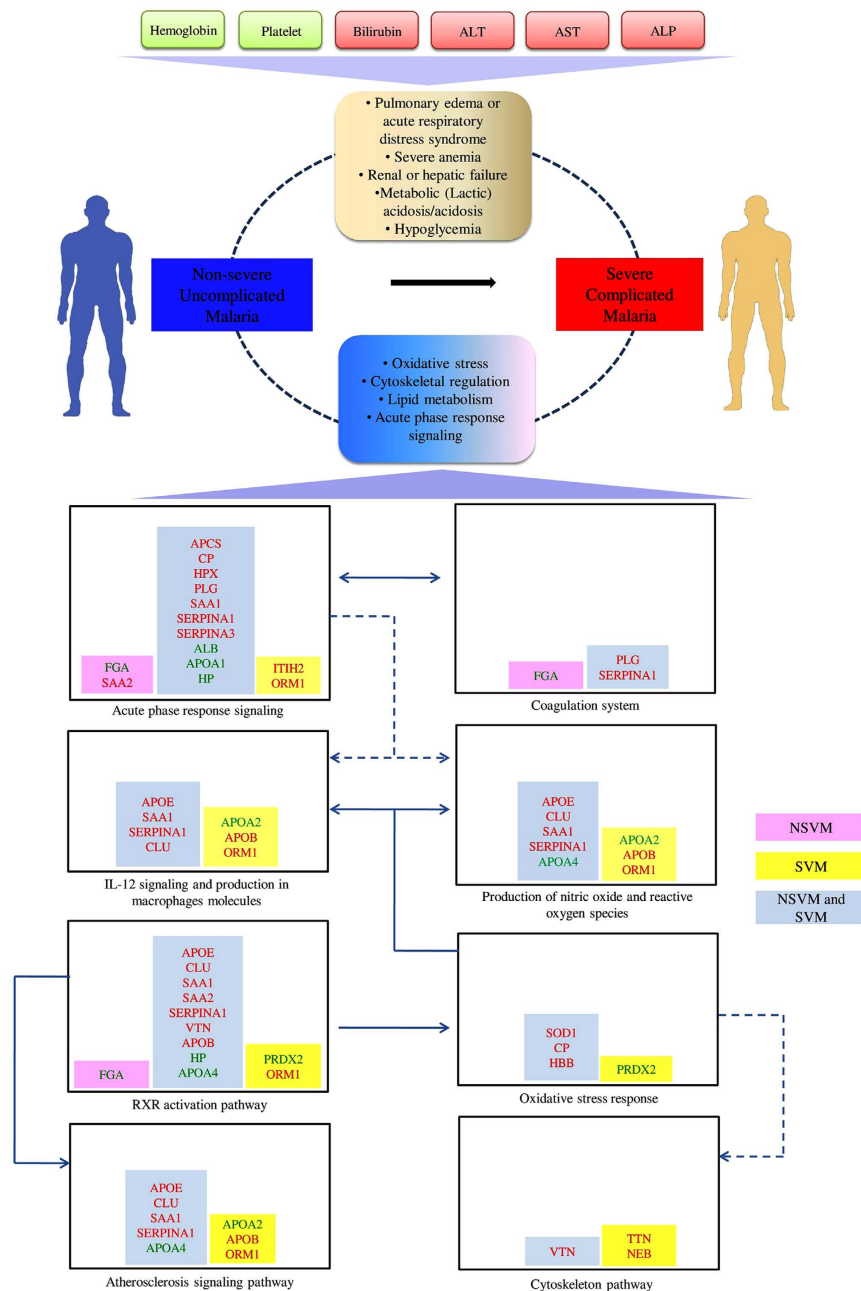 Hemoglobin
Platelet
Bilirubin
ALT
AST
ALP
• Pulmonary edema or
acute respiratory
distress syndrome
• Severe anemia
• Renal or hepatic failure
•Metabolic (Lactic)
acidosis/acidosis
• Hypoglycemia
Non-severe
Uncomplicated
Malaria
Severe
Complicated
Malaria
• Oxidative stress
• Cytoskeletal regulation
• Lipid metabolism
• Acute phase response
signaling
FGA
SAA2
APCS
CP
HPX
PLG
SAA1
SERPINA1
SERPINA3
ALB
APOA1
HP
ITIH2
ORM1
Acute phase response signaling
FGA
PLG
SERPINA1
Coagulation system
APOE
SAA1
SERPINA1
CLU
APOA2
APOB
ORM1
IL-12 signaling and production in
macrophages molecules
APOE
CLU
SAA1
SERPINA1
APOA4
APOA2
APOB
ORM1
Production of nitric oxide and reactive
oxygen species
NSVM
SVM
NSVM and
SVM
FGA
APOE
CLU
SAA1
SAA2
SERPINA1
VTN
APOB
HP
APOA4
PRDX2
ORM1
RXR activation pathway
SOD1
CP
HBB
PRDX2
Oxidative stress response
APOE
CLU
SAA1
SERPINA1
APOA4
APOA2
APOB
ORM1
Atherosclerosis signaling pathway
VTN
TTN
NEB
Cytoskeleton pathway